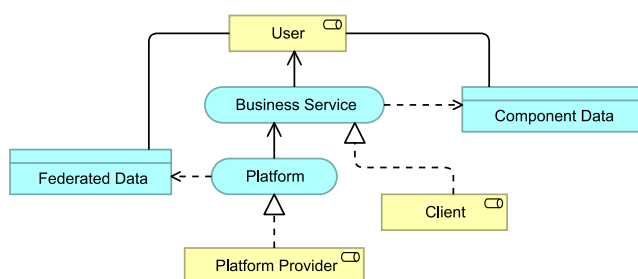 User
Business Service
Component Data
Federated Data
Platform
Client
Platform Provider